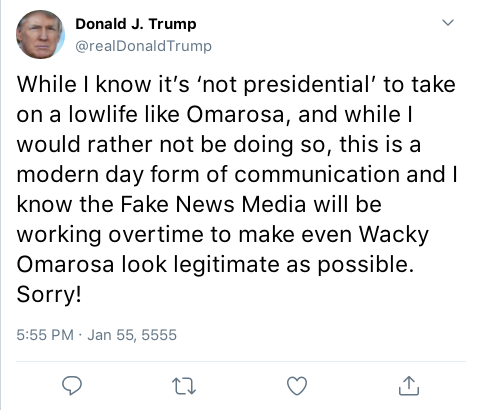 Donald J. Trump
@realDonaldTrump
While I know it’s ‘not presidential’ to take
on a lowlife like Omarosa, and while I
would rather not be doing so, this is a
modern day form of communication and I
know the Fake News Media will be
working overtime to make even Wacky
Omarosa look legitimate as possible.
Sorry!
5:55 PM · Jan 55, 5555